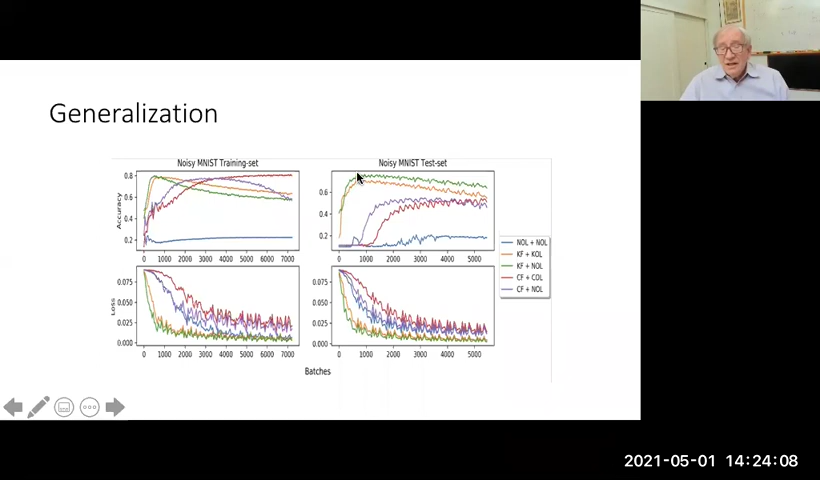 Generalization
Noisy MNIST Training-set
Noisy MNIST Test-set
Accuracy
0.8
0.6
0.4
0.2
0 1000 2000 3000 4000 5000 6000 7000
0.6
0.4
0.2
0 1000 2000 3000 4000 5000
NOL + NOL
KF + KOL
KF + NOL
CF + COL
CF + NOL
Loss
0.075
0.050
0.025
0.000
0 1000 2000 3000 4000 5000 6000 7000
0.075
0.050
0.025
0.000
0 1000 2000 3000 4000 5000
Batches
2021-05-01 14:24:08